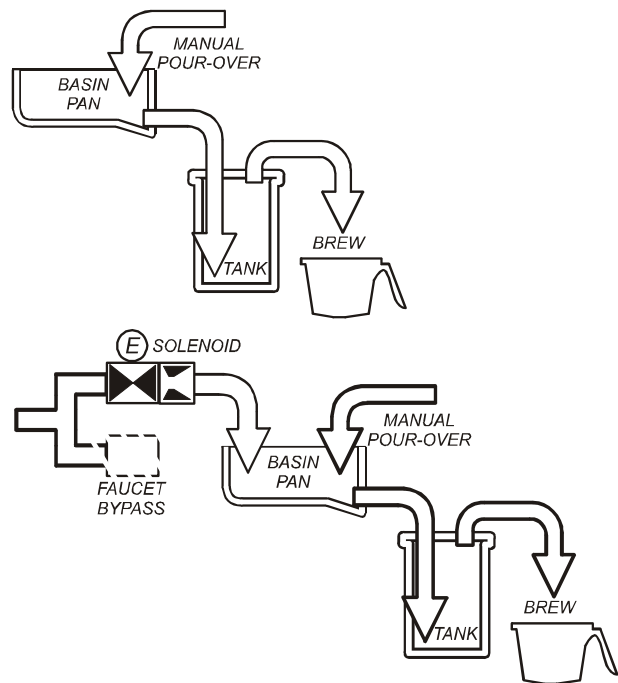 MANUAL
POUR-OVER
BASIN
PAN
BREW
TANK
E SOLENOID
MANUAL
POUR-OVER
BASIN
PAN
FAUCET
BYPASS
BREW
TANK